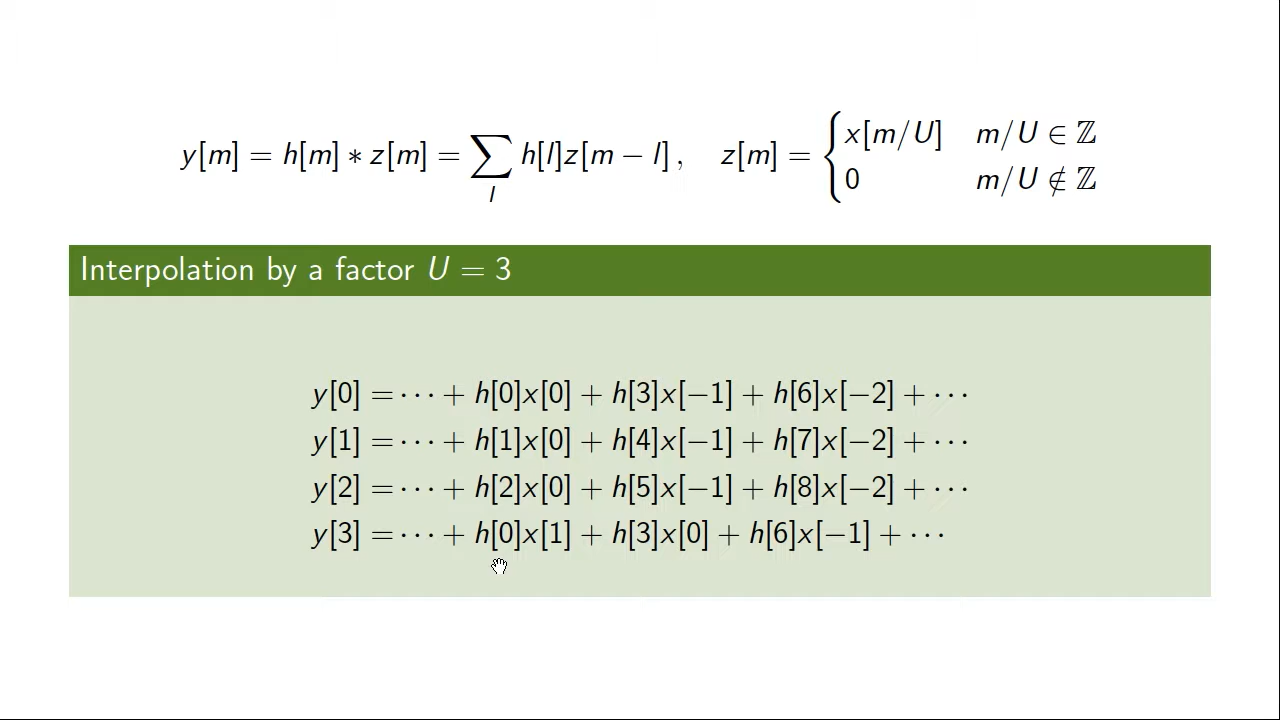 y[m] = h[m] ∗ z[m] = ∑_l h[l]z[m − l] , z[m] = { x[m/U] m/U ∈ ℤ
0 m/U ∉ ℤ
Interpolation by a factor U = 3
y[0] = ··· + h[0]x[0] + h[3]x[−1] + h[6]x[−2] + ···
y[1] = ··· + h[1]x[0] + h[4]x[−1] + h[7]x[−2] + ···
y[2] = ··· + h[2]x[0] + h[5]x[−1] + h[8]x[−2] + ···
y[3] = ··· + h[0]x[1] + h[3]x[0] + h[6]x[−1] + ···